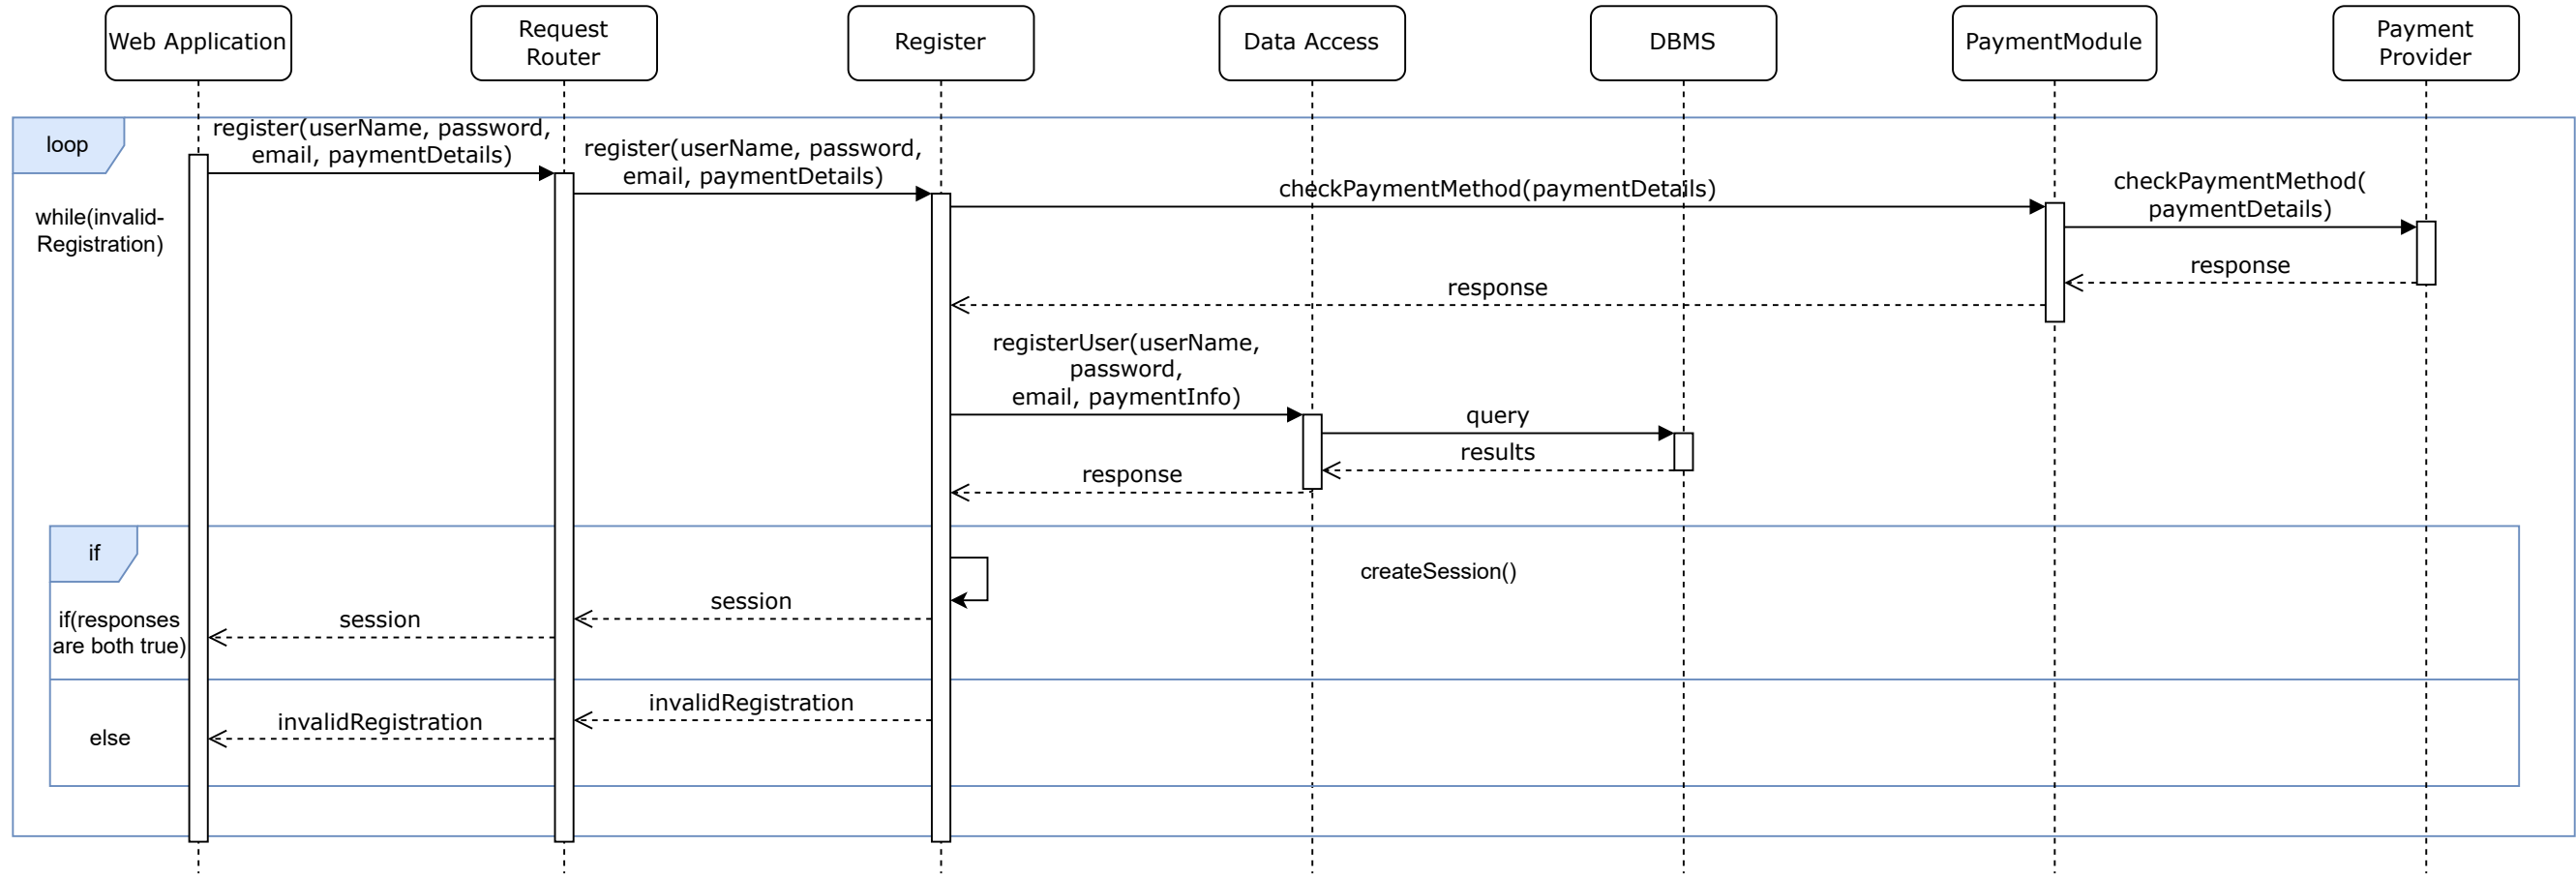 Web Application
Request
Router
Register
Data Access
DBMS
PaymentModule
Payment
Provider
loop
while(invalid-
Registration)
register(userName, password,
email, paymentDetails)
register(userName, password,
email, paymentDetails)
checkPaymentMethod(paymentDetails)
checkPaymentMethod(
paymentDetails)
response
response
registerUser(userName,
password,
email, paymentInfo)
query
results
response
if
if(responses
are both true)
createSession()
session
session
else
invalidRegistration
invalidRegistration